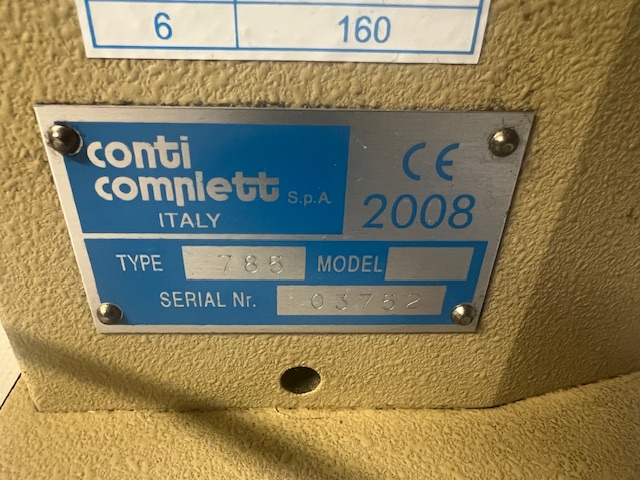 6 160
conti
complett S.p.A.
ITALY
CE
2008
TYPE 785 MODEL
SERIAL Nr. 03752